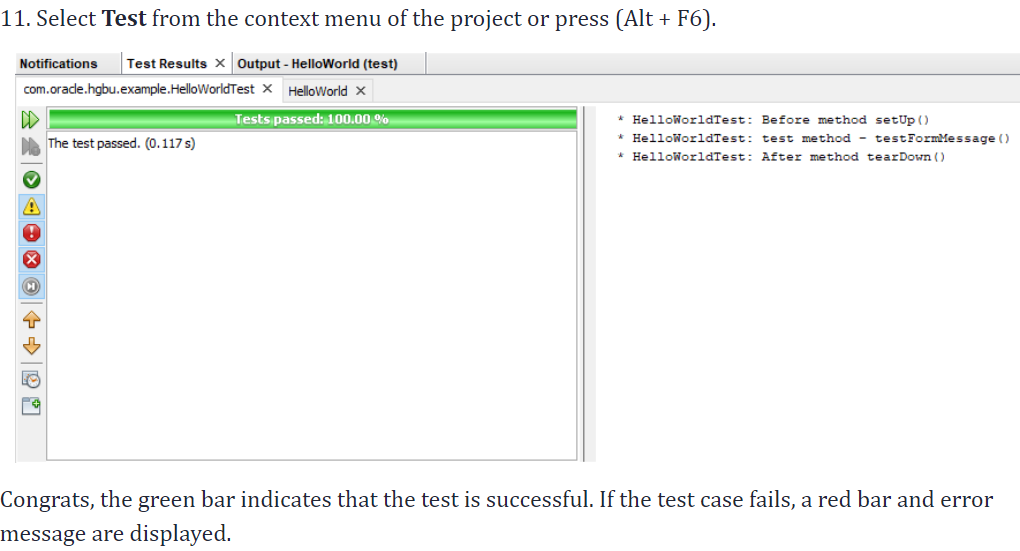 11. Select Test from the context menu of the project or press (Alt + F6).
Notifications Test Results × Output - HelloWorld (test)
com.oracle.hgbu.example.HelloWorldTest × HelloWorld ×
Tests passed: 100.00 %
The test passed. (0.117 s)
* HelloWorldTest: Before method setUp()
* HelloWorldTest: test method - testFormMessage()
* HelloWorldTest: After method tearDown()
Congrats, the green bar indicates that the test is successful. If the test case fails, a red bar and error
message are displayed.